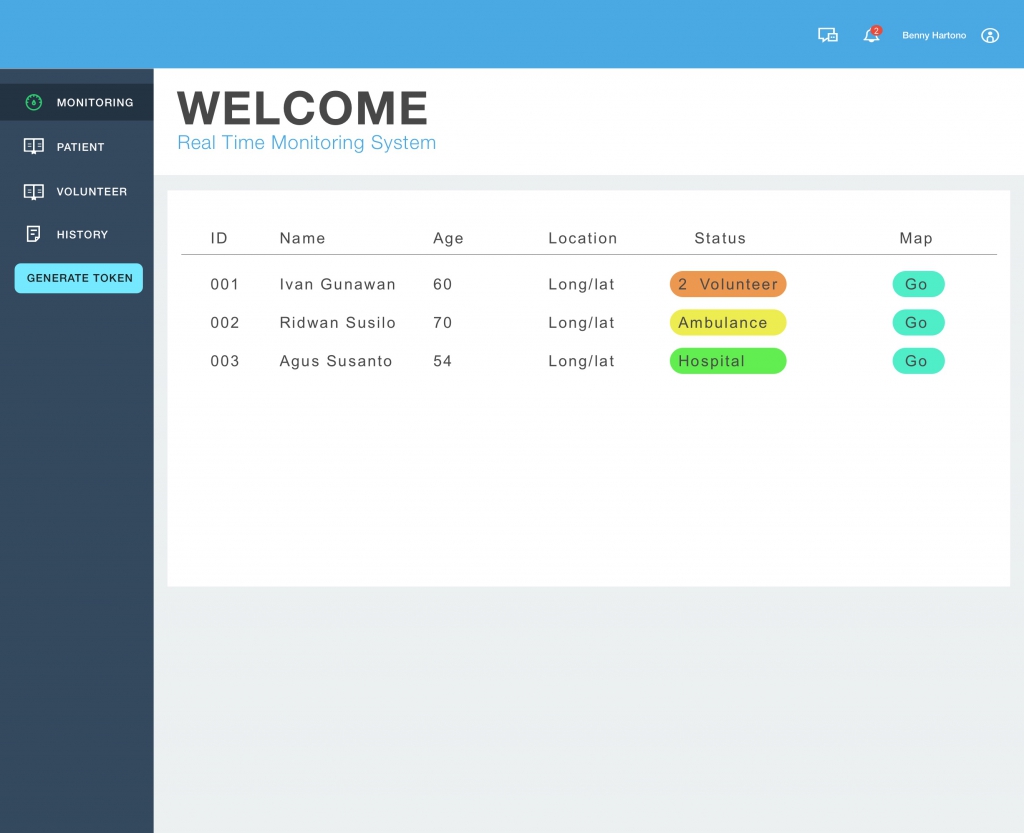 2
Benny Hartono
MONITORING
PATIENT
VOLUNTEER
HISTORY
GENERATE TOKEN
WELCOME
Real Time Monitoring System
ID Name Age Location Status Map
001 Ivan Gunawan 60 Long/lat 2 Volunteer Go
002 Ridwan Susilo 70 Long/lat Ambulance Go
003 Agus Susanto 54 Long/lat Hospital Go